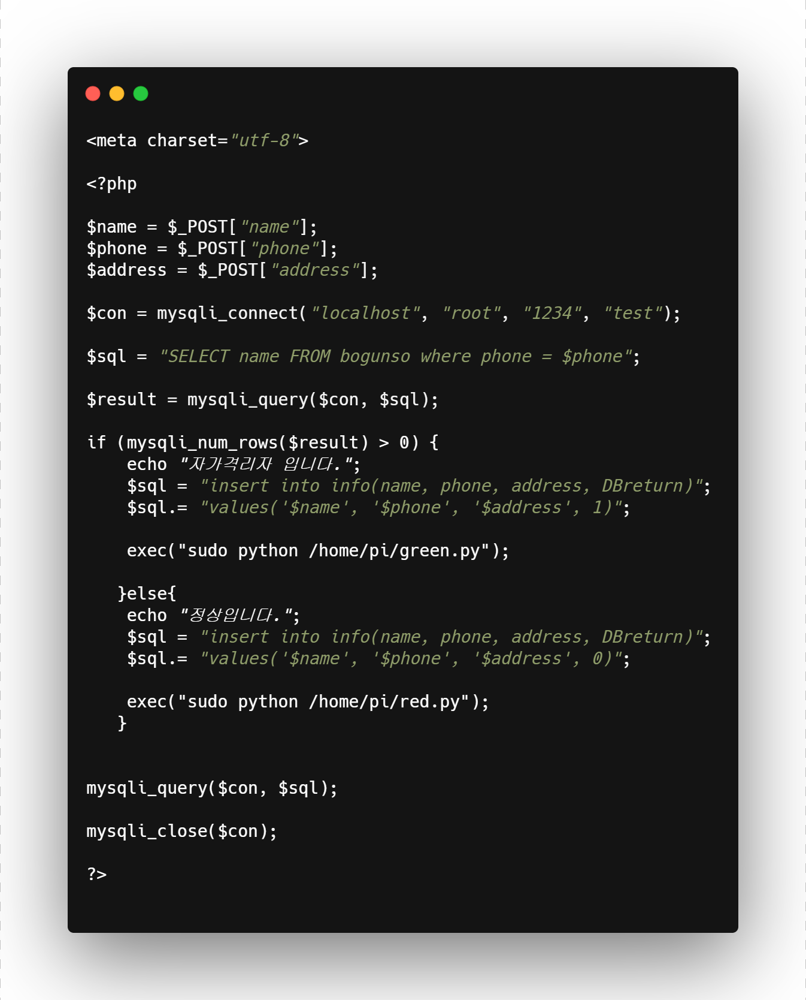 <meta charset="utf-8">
<?php
$name = $_POST["name"];
$phone = $_POST["phone"];
$address = $_POST["address"];
$con = mysqli_connect("localhost", "root", "1234", "test");
$sql = "SELECT name FROM bogunso where phone = $phone";
$result = mysqli_query($con, $sql);
if (mysqli_num_rows($result) > 0) {
    echo "자가격리자 입니다.";
    $sql = "insert into info(name, phone, address, DBreturn)";
    $sql.= "values('$name', '$phone', '$address', 1)";
    exec("sudo python /home/pi/green.py");
   }else{
    echo "정상입니다.";
    $sql = "insert into info(name, phone, address, DBreturn)";
    $sql.= "values('$name', '$phone', '$address', 0)";
    exec("sudo python /home/pi/red.py");
   }
mysqli_query($con, $sql);
mysqli_close($con);
?>